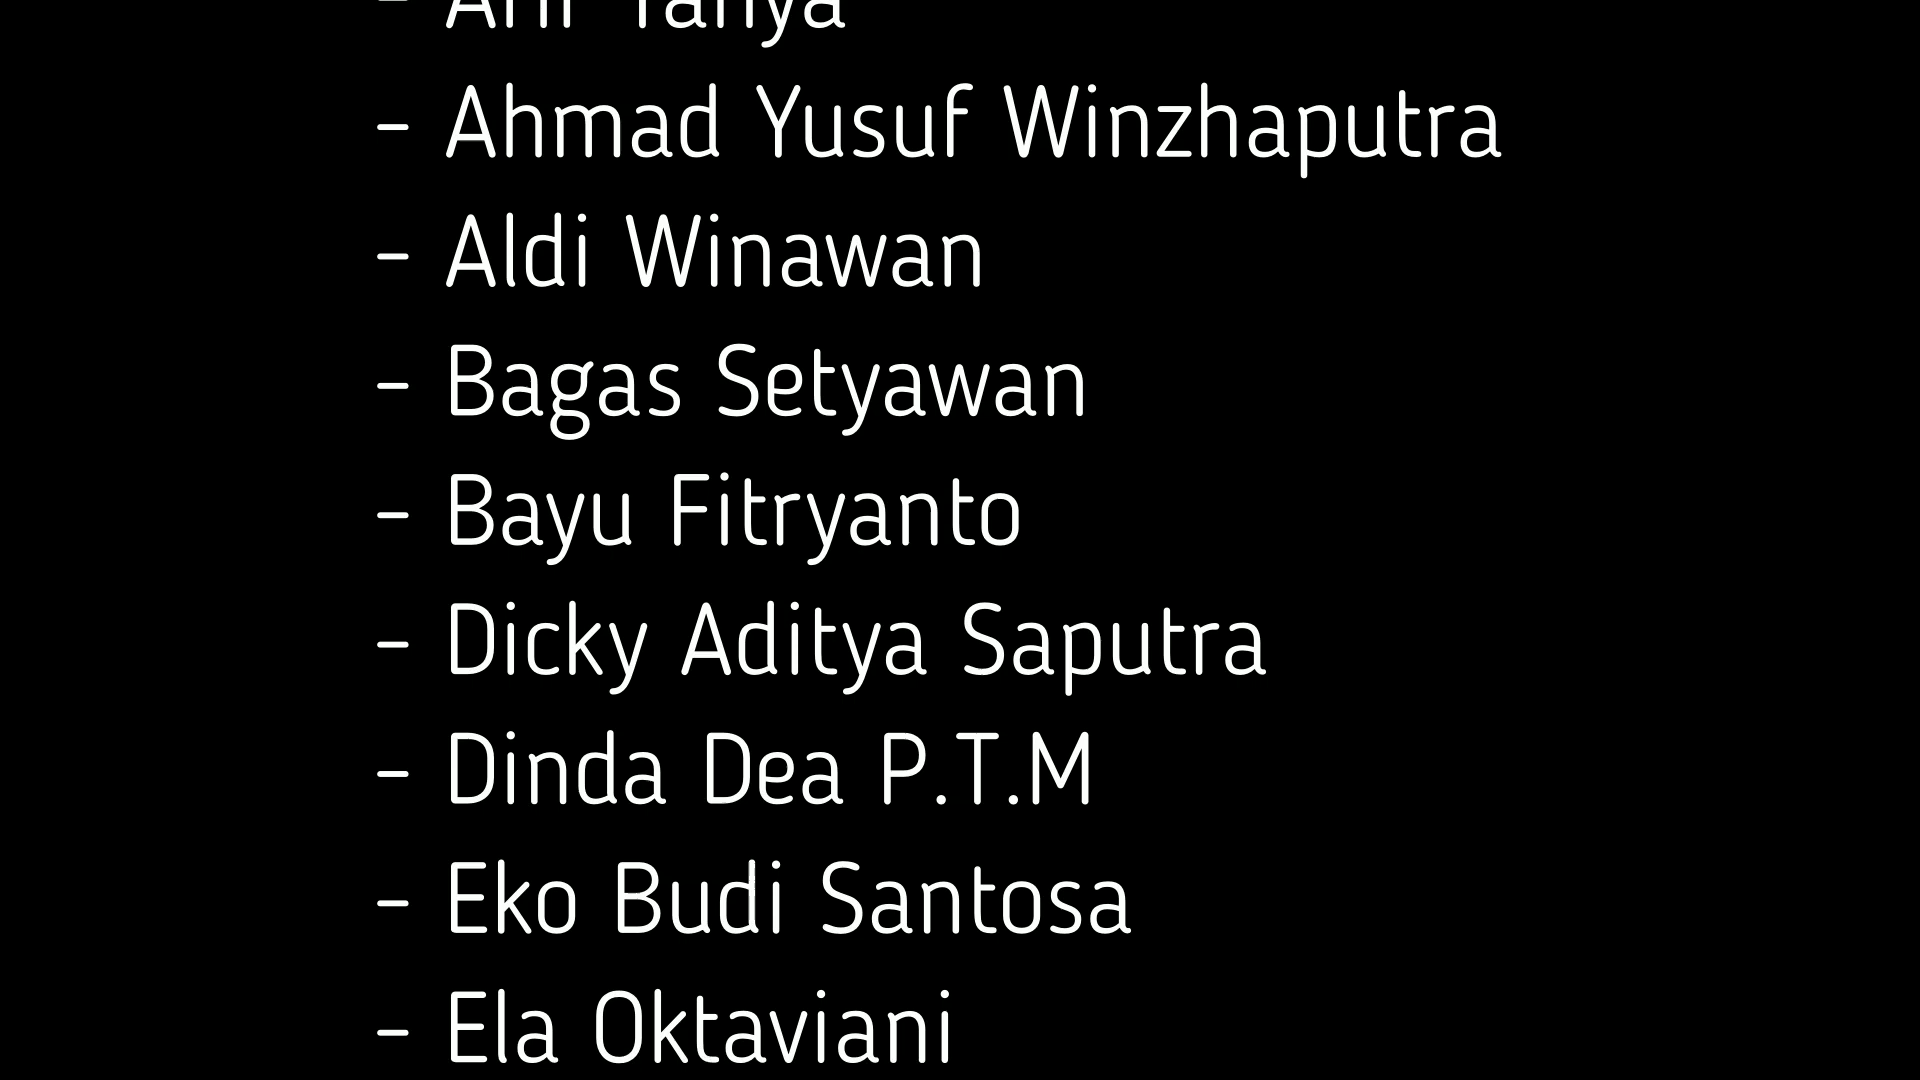 - Ahmad Yusuf Winzhaputra
- Aldi Winawan
- Bagas Setyawan
- Bayu Fitryanto
- Dicky Aditya Saputra
- Dinda Dea P.T.M
- Eko Budi Santosa
- Ela Oktaviani